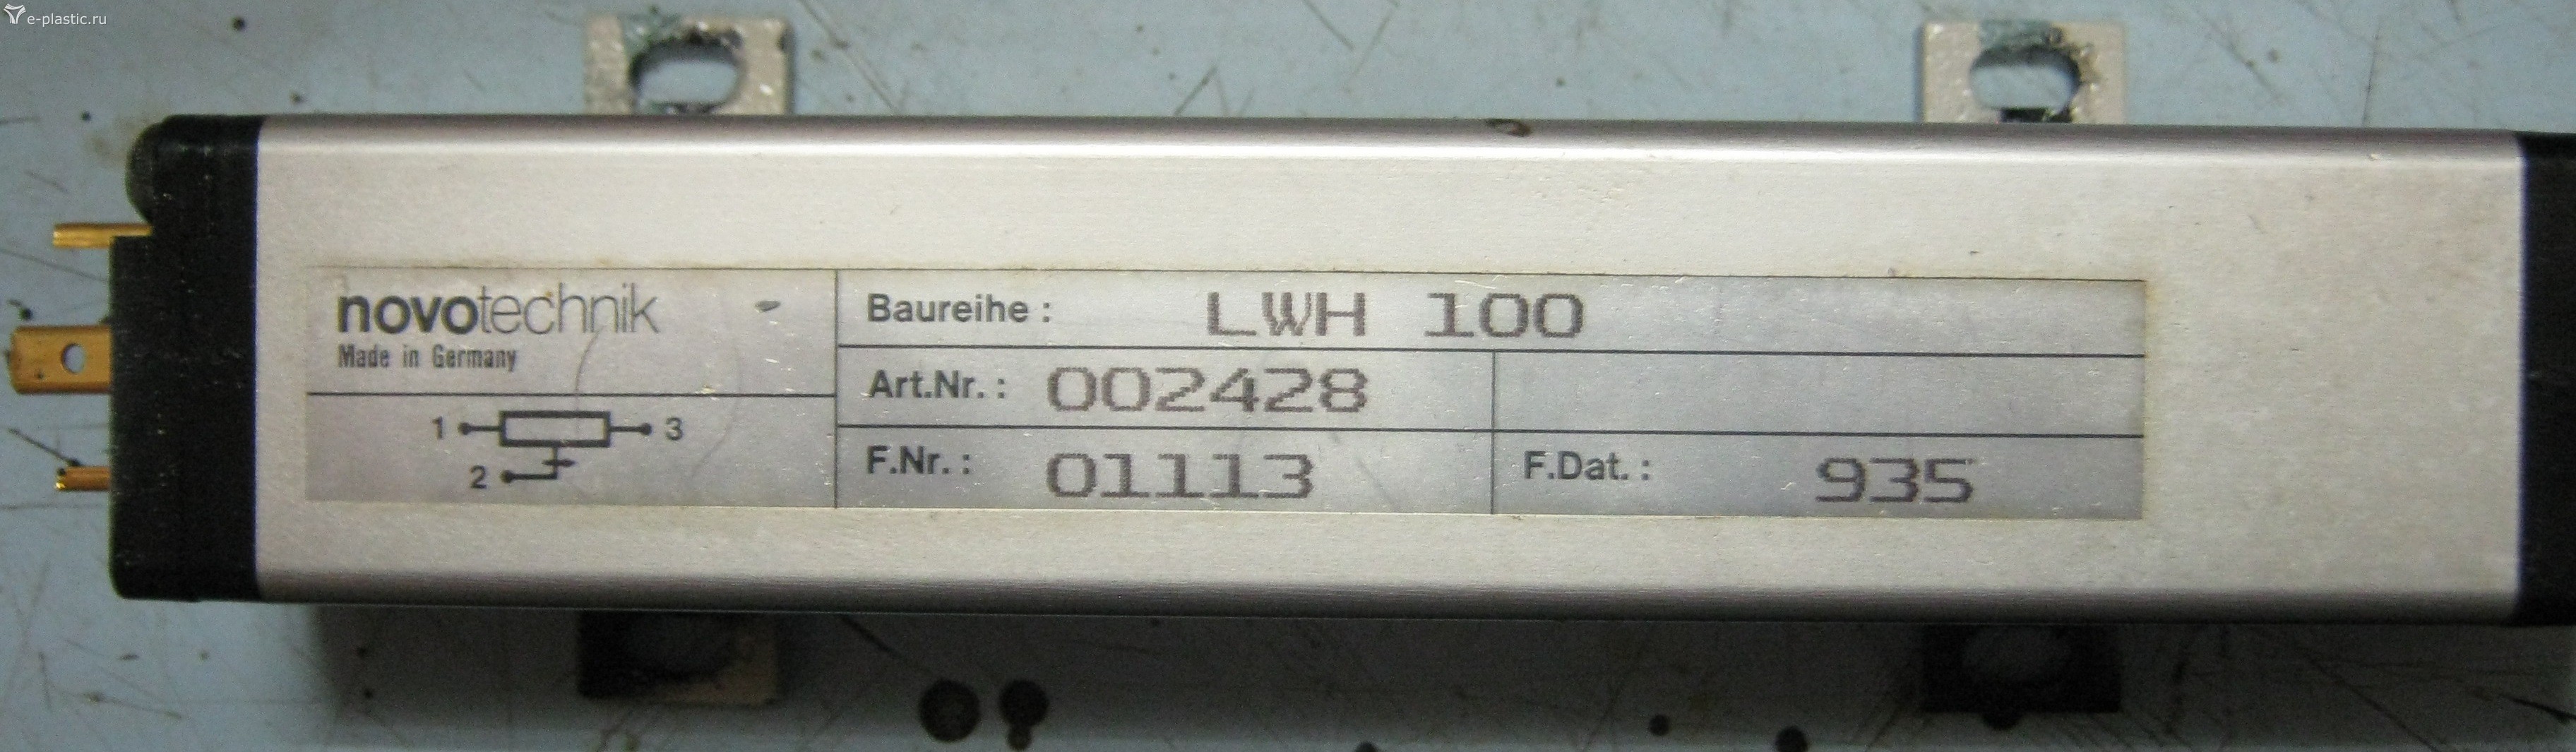 e-plastic.ru
novotechnik
Made in Germany
1 3
2
Baureihe : LWH 100
Art.Nr. : 002428
F.Nr. : 01113 F.Dat. : 935